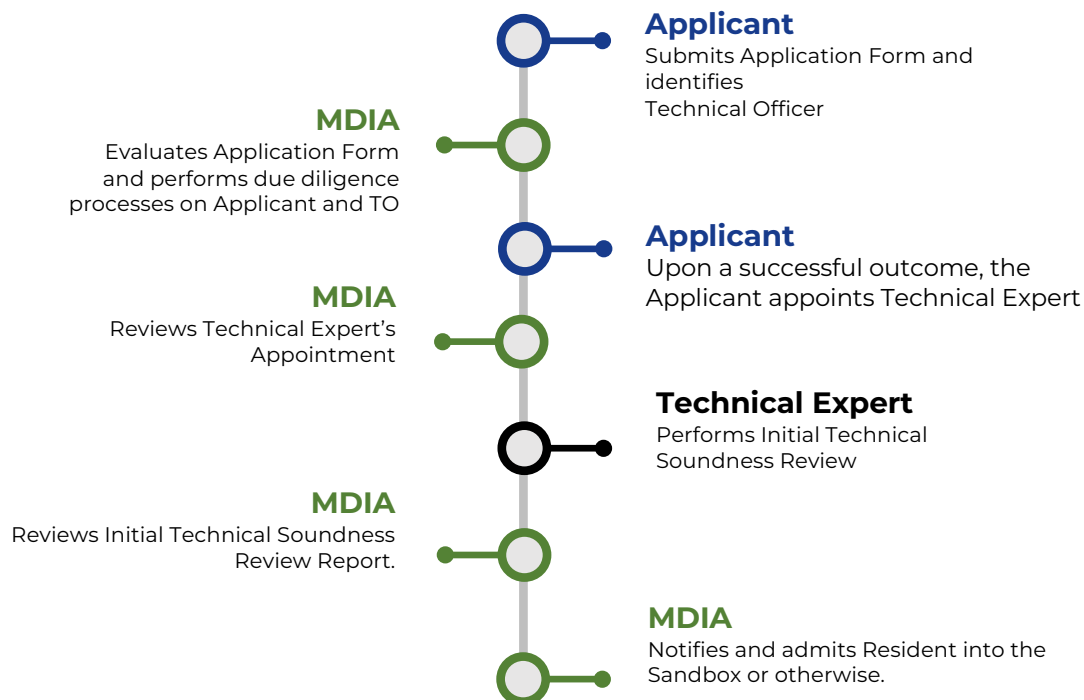 Applicant
Submits Application Form and
identifies
Technical Officer
MDIA
Evaluates Application Form
and performs due diligence
processes on Applicant and TO
Applicant
Upon a successful outcome, the
Applicant appoints Technical Expert
MDIA
Reviews Technical Expert’s
Appointment
Technical Expert
Performs Initial Technical
Soundness Review
MDIA
Reviews Initial Technical Soundness
Review Report.
MDIA
Notifies and admits Resident into the
Sandbox or otherwise.